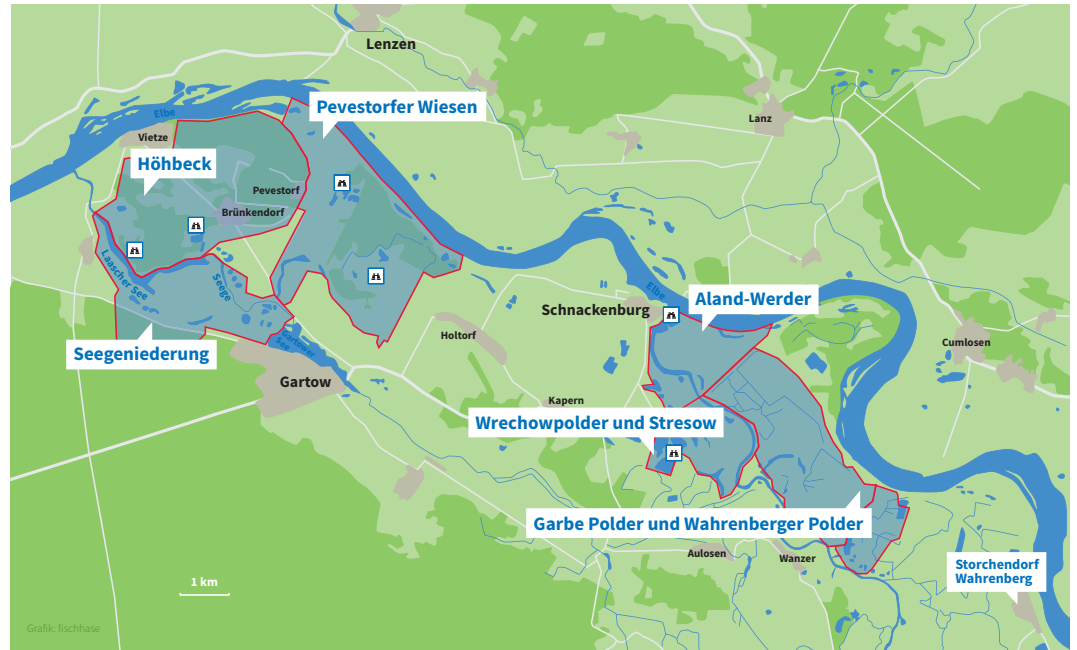 Lenzen
Pevestorfer Wiesen
Elbe
Lanz
Vietze
Höhbeck
Pevestorf
Brünkendorf
Laascher See
Seege
Elbe
Aland-Werder
Schnackenburg
Seegeniederung
Gartower
See
Holtorf
Cumlosen
Gartow
Kapern
Wrechowpolder und Stresow
Garbe Polder und Wahrenberger Polder
Aulosen
Wanzer
Storchendorf
Wahrenberg
1 km
Grafik: fischhase